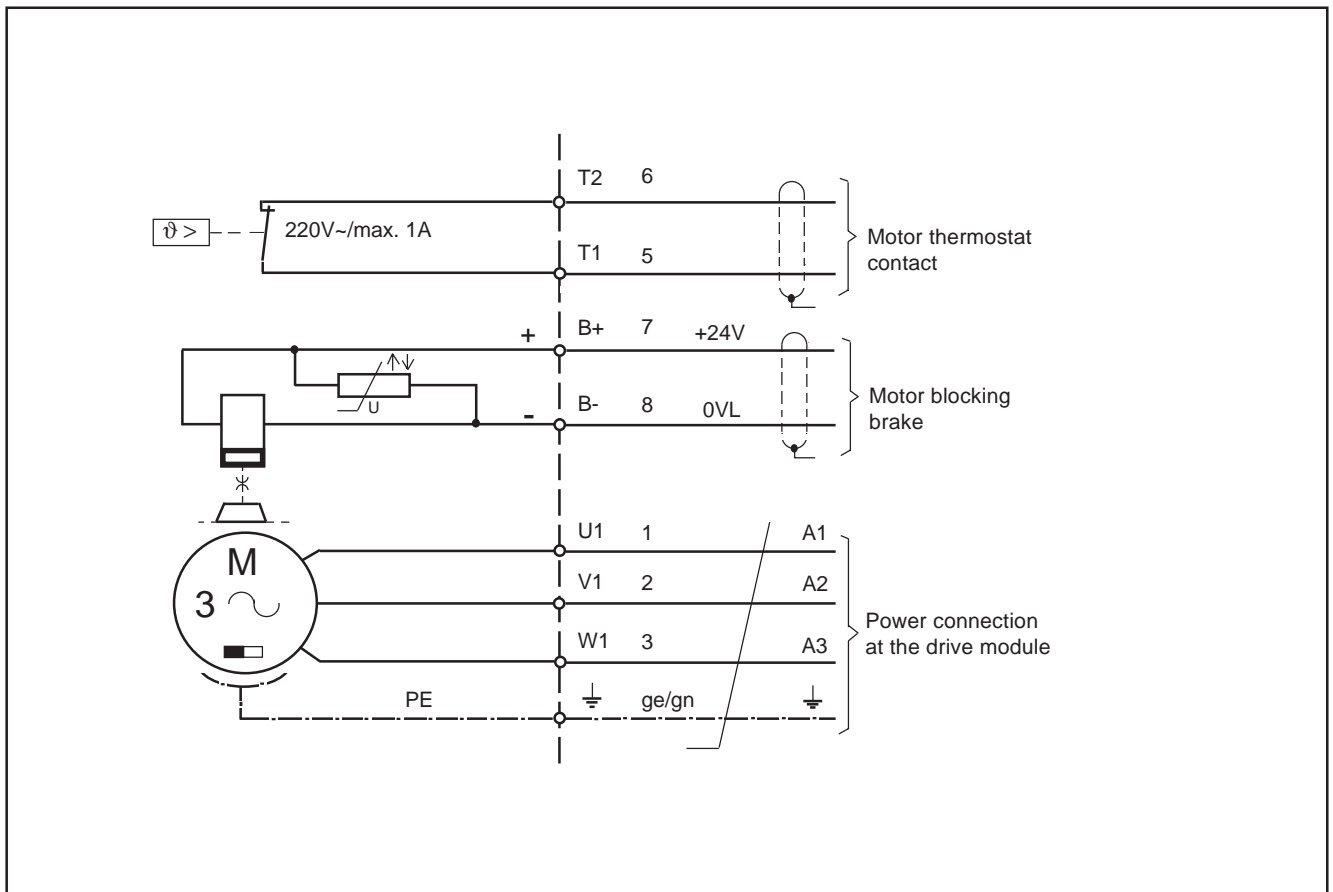 T2 6
ϑ > 220V~/max. 1A
T1 5
Motor thermostat
contact
+ B+ 7 +24V
U
- B- 8 0VL
Motor blocking
brake
U1 1 A1
M
3
V1 2 A2
W1 3 A3
Power connection
at the drive module
PE ge/gn